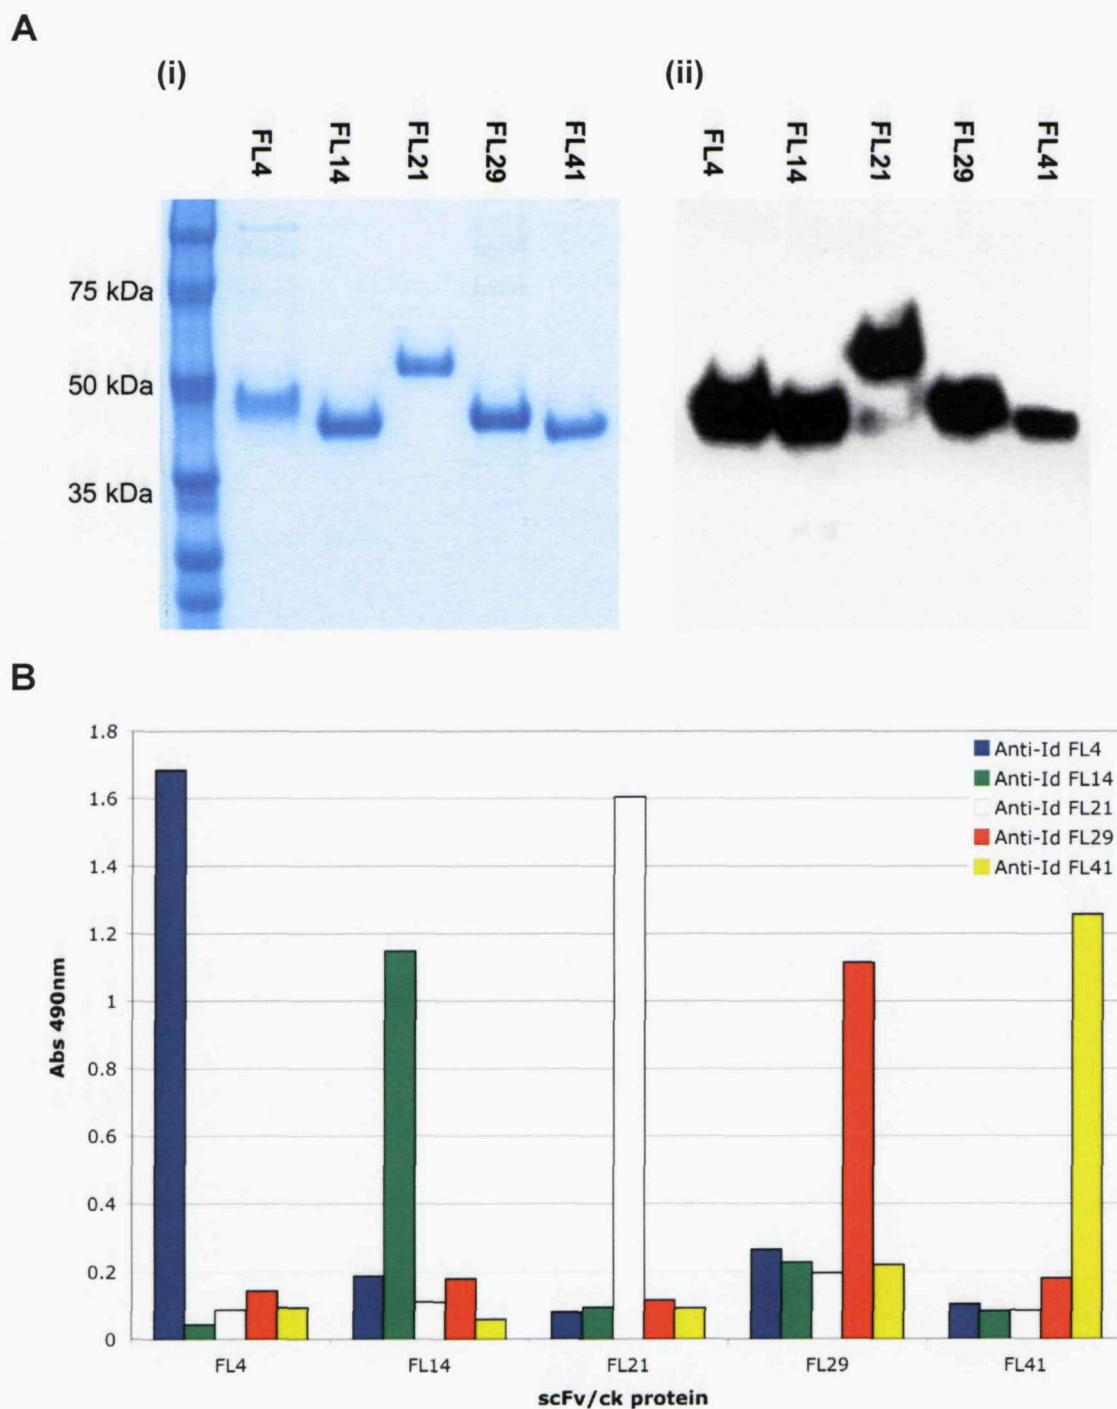 A
(i)
(ii)
FL4
FL14
FL21
FL29
FL41
FL4
FL14
FL21
FL29
FL41
75 kDa
50 kDa
35 kDa
B
1.8
1.6
1.4
1.2
1
0.8
0.6
0.4
0.2
0
Abs 490nm
Anti-Id FL4
Anti-Id FL14
Anti-Id FL21
Anti-Id FL29
Anti-Id FL41
FL4
FL14
FL21
FL29
FL41
scFv/ck protein